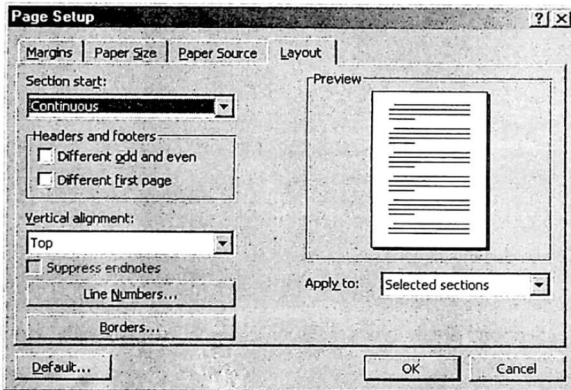 Page Setup
Margins
Paper Size
Paper Source
Layout
Section start:
Continuous
Headers and footers
Different odd and even
Different first page
Vertical alignment:
Top
Suppress endnotes
Line Numbers...
Borders...
Preview
Apply to:
Selected sections
Default...
OK
Cancel